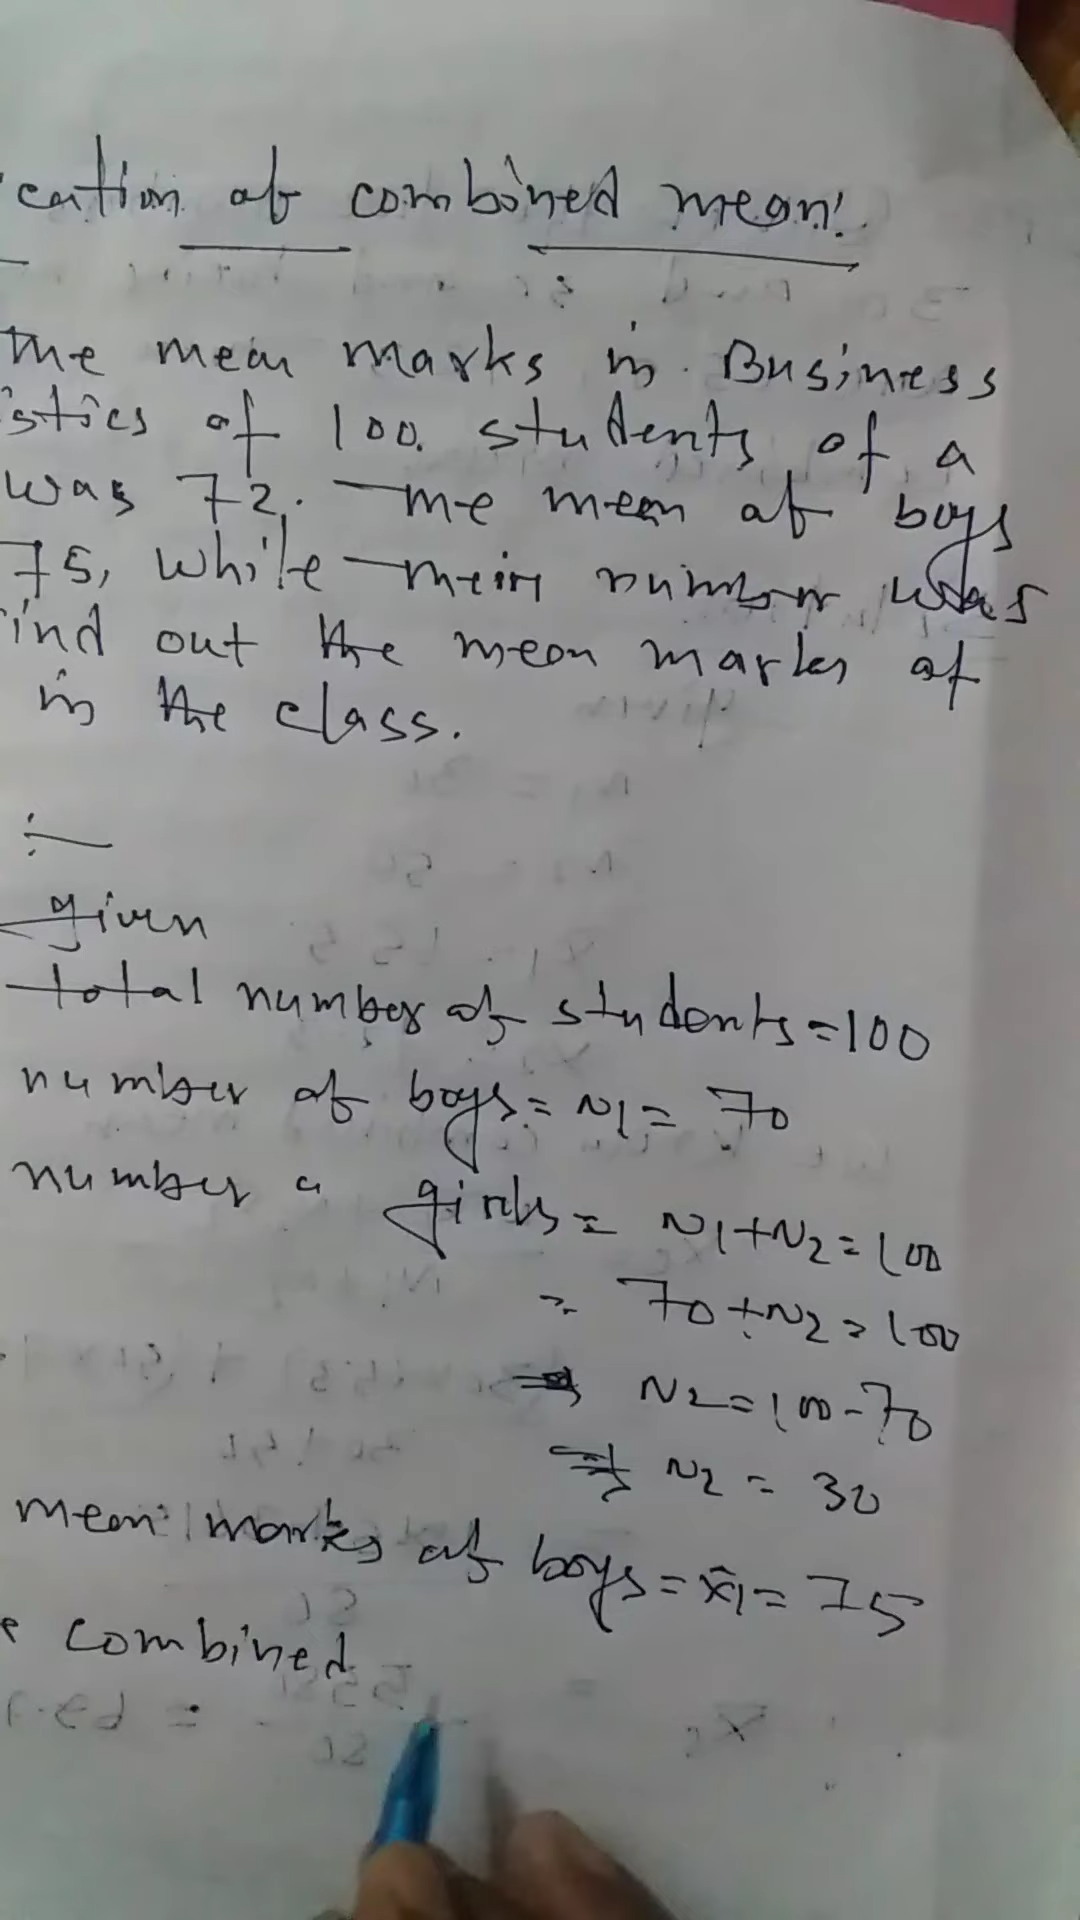 cation of combined mean:
the mean marks in Business
istics of 100 students of a
was 72. The mean of boys
75, while their number was
ind out the mean marks of
in the class.
:-
given
total number of students = 100
number of boys = N1 = 70
number " girls = N1+N2 = 100
= 70+N2 = 100
⇒ N2 = 100-70
⇒ N2 = 30
mean marks of boys = x̄1 = 75
e combined